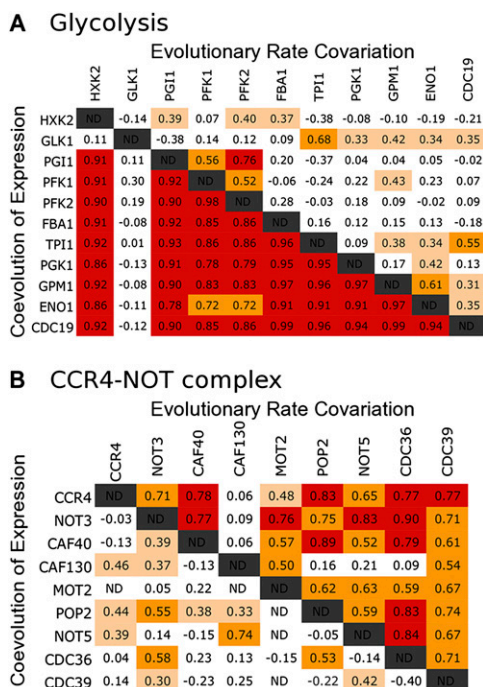 A Glycolysis
Evolutionary Rate Covariation
HXK2 GLK1 PGI1 PFK1 PFK2 FBA1 TPI1 PGK1 GPM1 ENO1 CDC19
Coevolution of Expression
HXK2 ND -0.14 0.39 0.07 0.40 0.37 -0.38 -0.08 -0.10 -0.19 -0.21
GLK1 0.11 ND -0.38 0.14 0.12 0.09 0.68 0.33 0.42 0.34 0.35
PGI1 0.91 0.11 ND 0.56 0.76 0.20 -0.37 0.04 0.04 0.05 -0.02
PFK1 0.91 0.30 0.92 ND 0.52 -0.06 -0.24 0.22 0.43 0.23 0.07
PFK2 0.90 0.19 0.90 0.98 ND 0.28 -0.03 0.18 0.09 -0.02 0.09
FBA1 0.91 -0.08 0.92 0.85 0.86 ND 0.16 0.12 0.15 0.13 -0.18
TPI1 0.92 0.01 0.93 0.86 0.86 0.96 ND 0.09 0.38 0.34 0.55
PGK1 0.86 -0.13 0.91 0.78 0.79 0.95 0.95 ND 0.17 0.42 0.13
GPM1 0.92 -0.08 0.90 0.83 0.83 0.97 0.96 0.97 ND 0.61 0.31
ENO1 0.86 -0.11 0.78 0.72 0.72 0.91 0.91 0.91 0.97 ND 0.35
CDC19 0.92 -0.12 0.90 0.85 0.86 0.99 0.96 0.94 0.99 0.94 ND
B CCR4-NOT complex
Evolutionary Rate Covariation
CCR4 NOT3 CAF40 CAF130 MOT2 POP2 NOT5 CDC36 CDC39
Coevolution of Expression
CCR4 ND 0.71 0.78 0.06 0.48 0.83 0.65 0.77 0.77
NOT3 -0.03 ND 0.77 0.09 0.76 0.75 0.83 0.90 0.71
CAF40 -0.13 0.39 ND 0.06 0.57 0.89 0.52 0.79 0.61
CAF130 0.46 0.37 -0.13 ND 0.50 0.16 0.21 0.09 0.54
MOT2 ND 0.05 0.22 ND ND 0.62 0.63 0.59 0.67
POP2 0.44 0.55 0.38 0.33 ND ND 0.59 0.83 0.74
NOT5 0.39 0.14 -0.15 0.74 ND -0.05 ND 0.84 0.67
CDC36 0.04 0.58 0.23 0.13 -0.15 0.53 -0.14 ND 0.71
CDC39 0.14 0.30 -0.23 0.25 ND -0.22 0.42 -0.40 ND